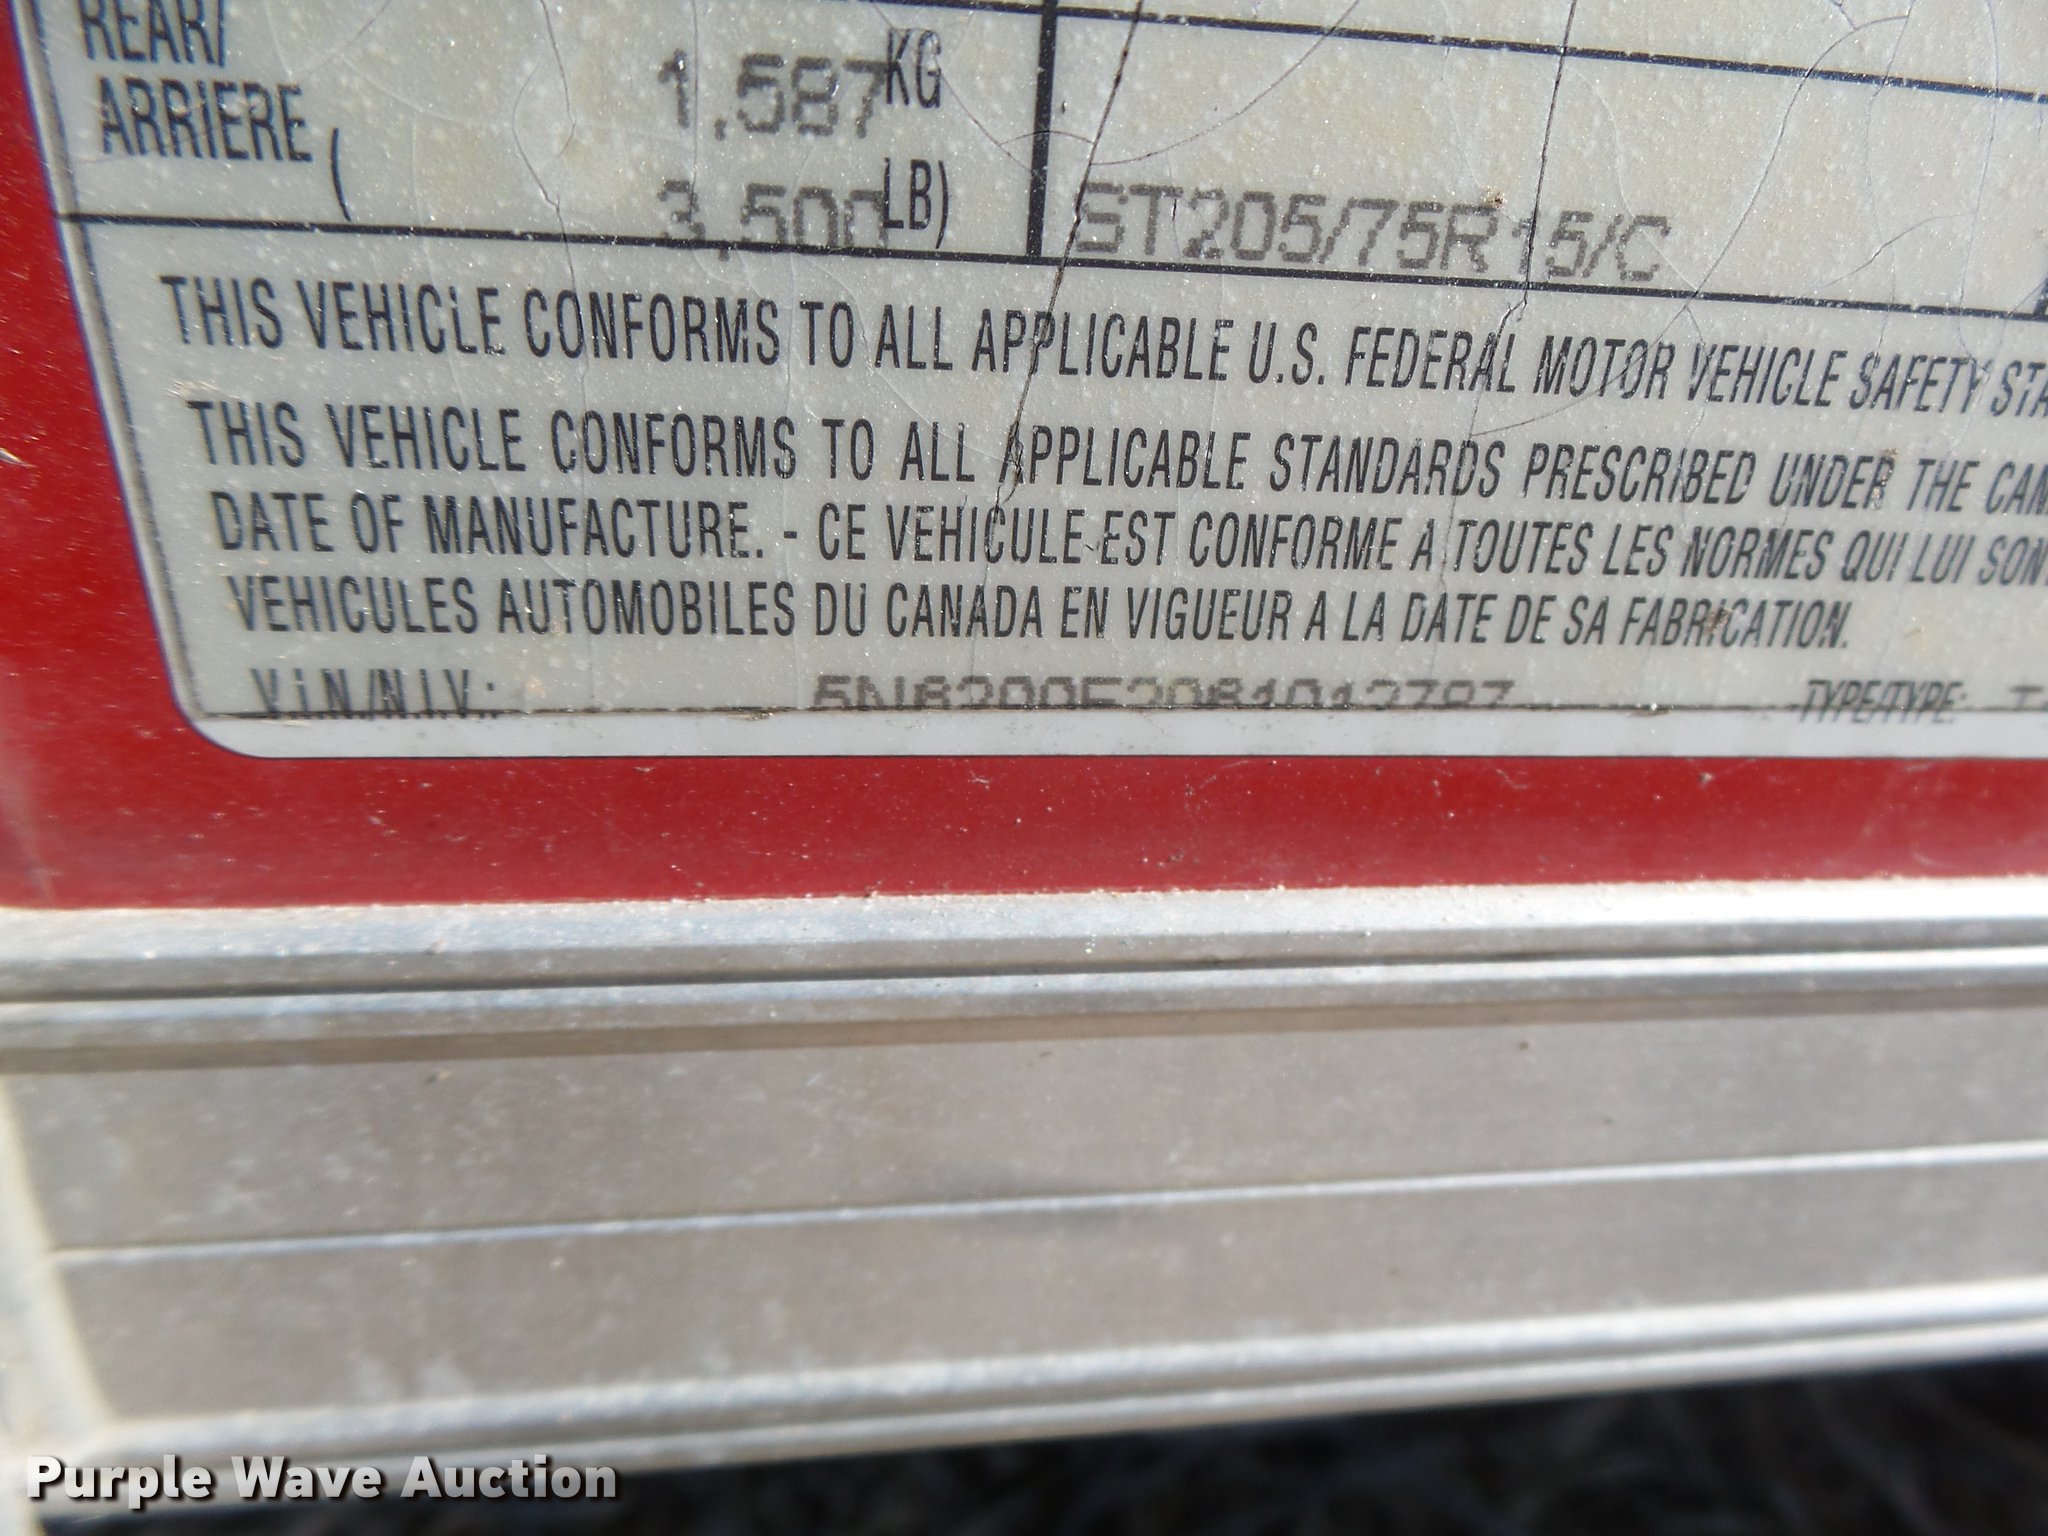 REAR/
ARRIERE
1,587 KG
( 3,500 LB)
ST205/75R15/C
THIS VEHICLE CONFORMS TO ALL APPLICABLE U.S. FEDERAL MOTOR VEHICLE SAFETY STA
THIS VEHICLE CONFORMS TO ALL APPLICABLE STANDARDS PRESCRIBED UNDER THE CAN
DATE OF MANUFACTURE. - CE VEHICULE EST CONFORME A TOUTES LES NORMES QUI LUI SONT
VEHICULES AUTOMOBILES DU CANADA EN VIGUEUR A LA DATE DE SA FABRICATION.
V.I.N./N.I.V.: TYPE/TYPE:
Purple Wave Auction